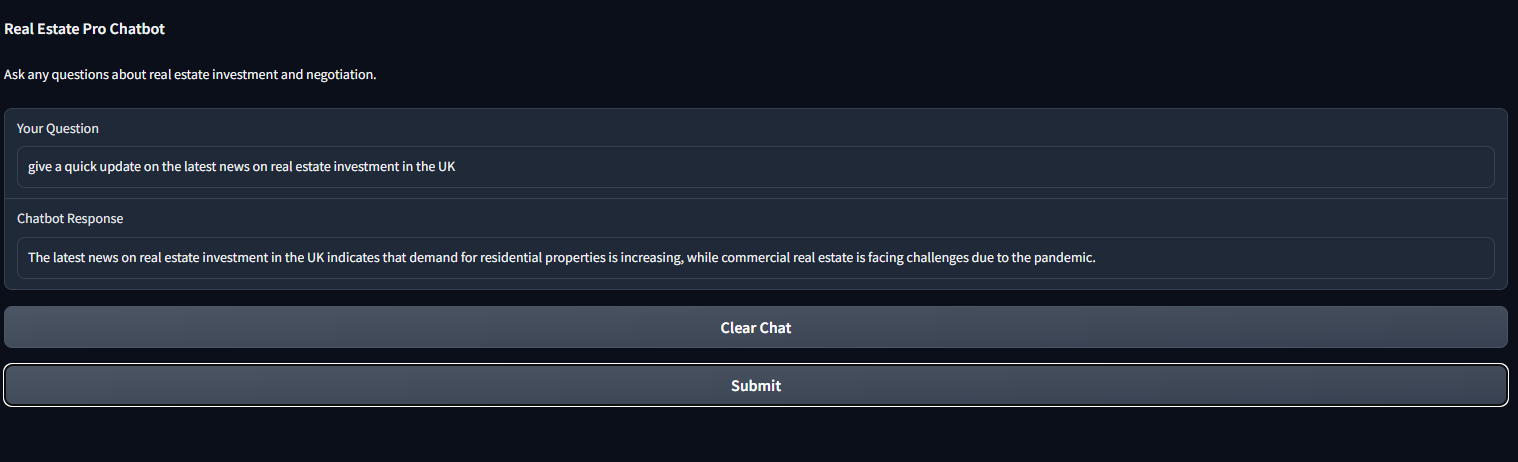 Real Estate Pro Chatbot
Ask any questions about real estate investment and negotiation.
Your Question
give a quick update on the latest news on real estate investment in the UK
Chatbot Response
The latest news on real estate investment in the UK indicates that demand for residential properties is increasing, while commercial real estate is facing challenges due to the pandemic.
Clear Chat
Submit